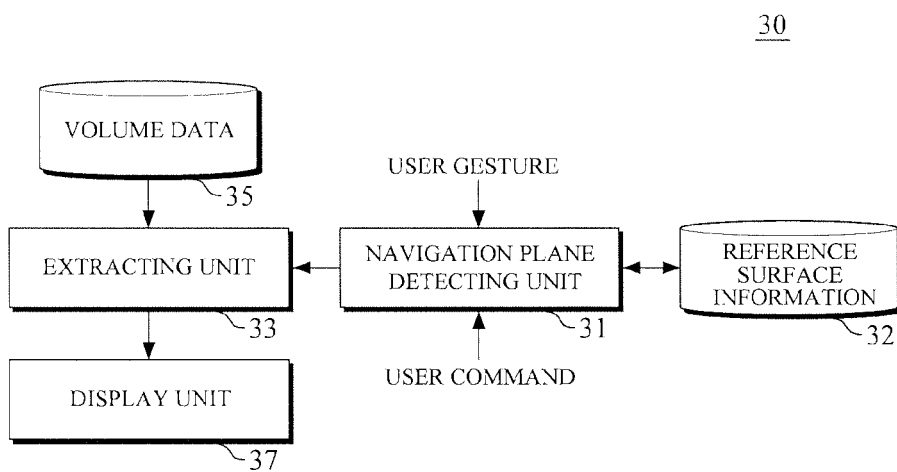 30
VOLUME DATA
35
USER GESTURE
EXTRACTING UNIT
33
NAVIGATION PLANE
DETECTING UNIT
31
REFERENCE
SURFACE
INFORMATION
32
USER COMMAND
DISPLAY UNIT
37